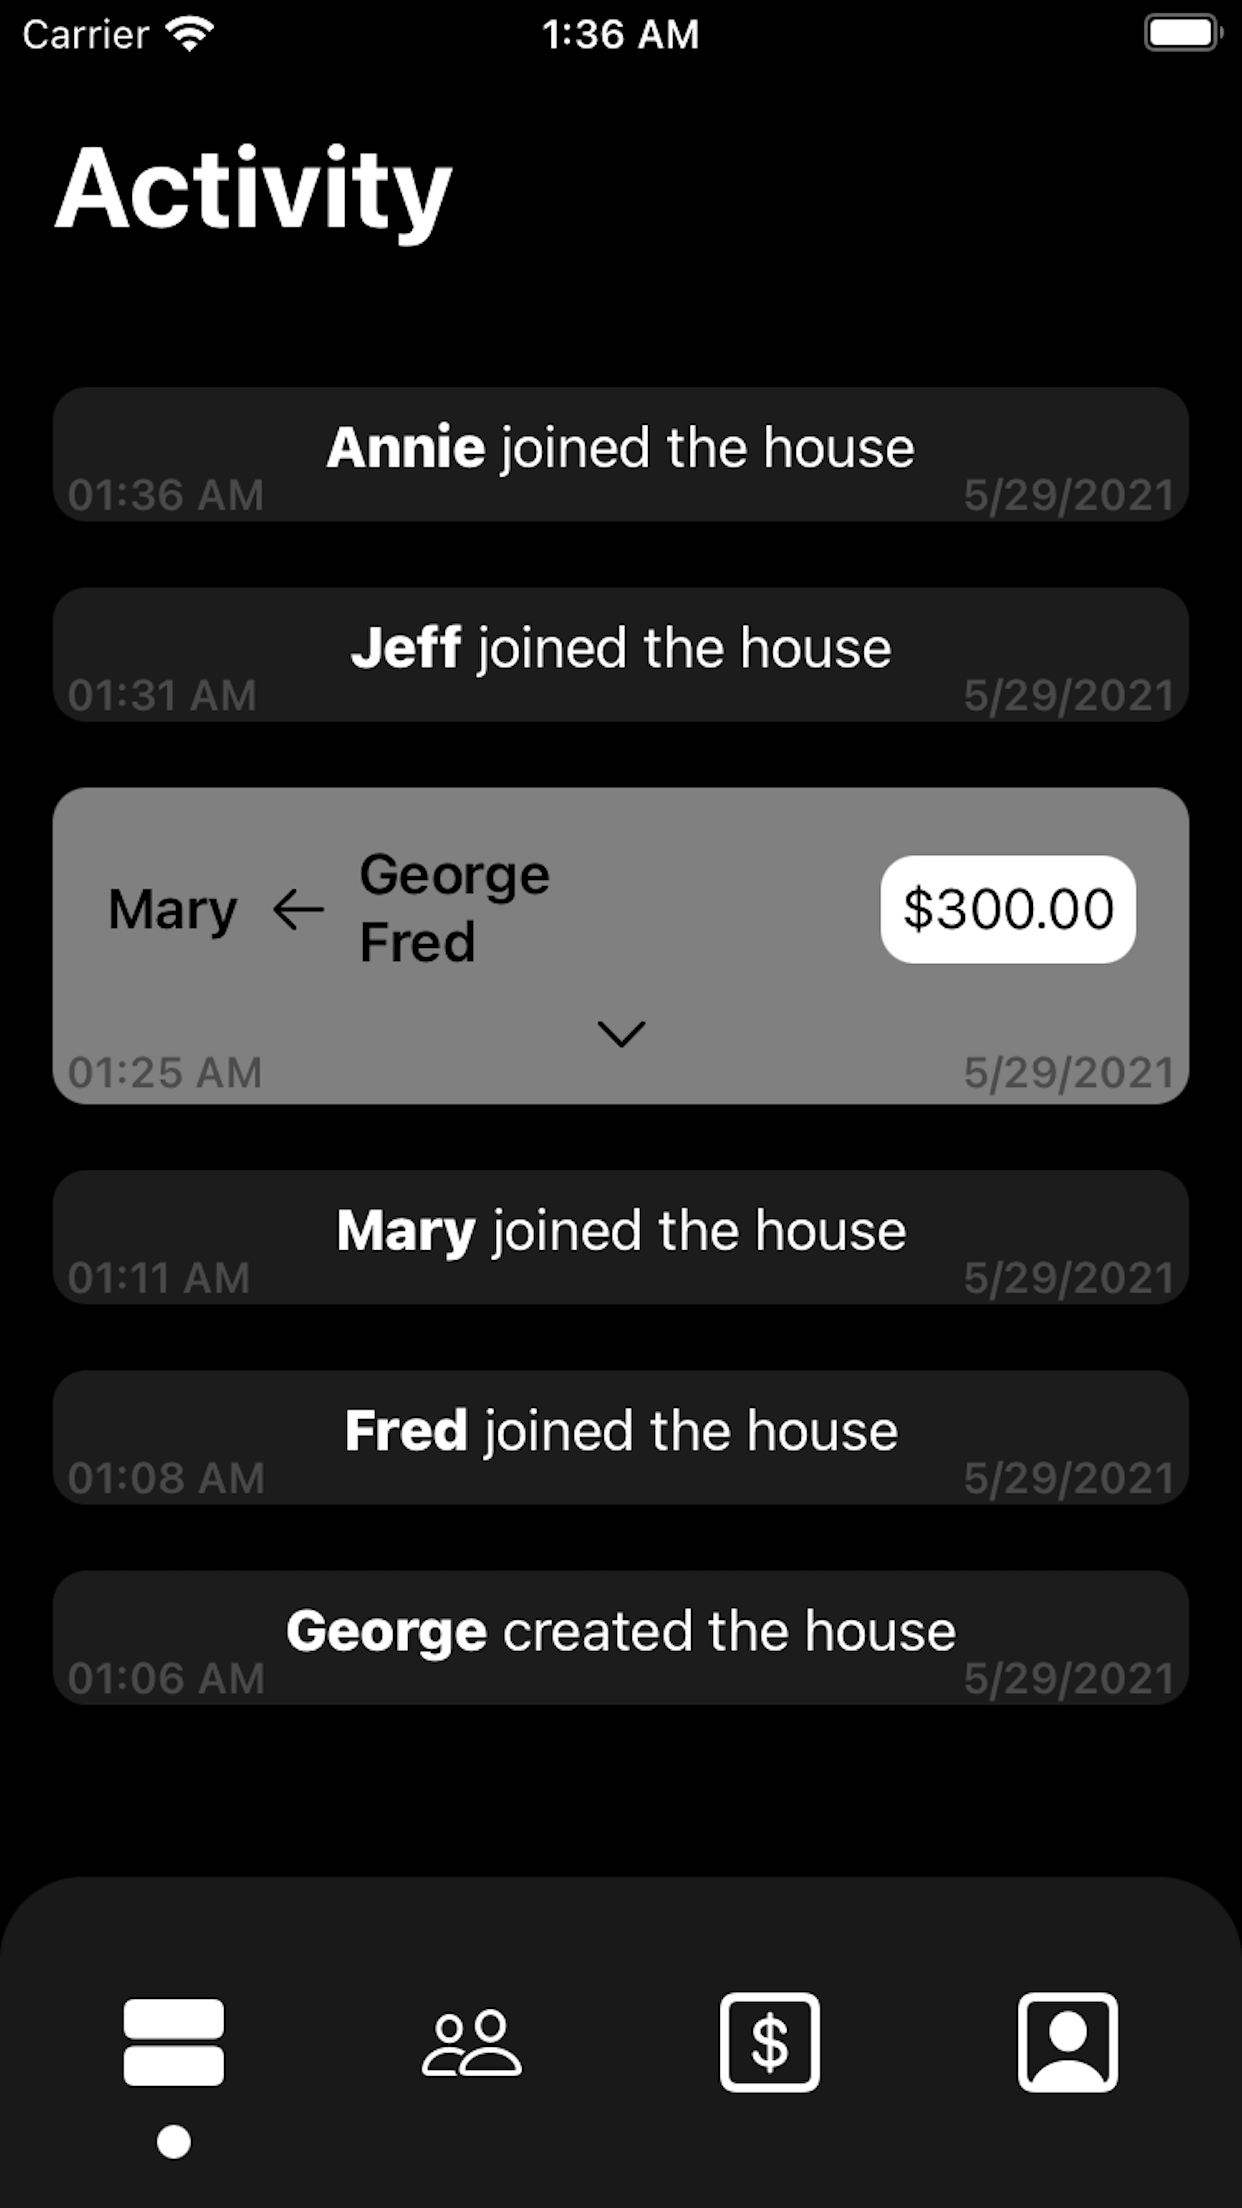 Carrier 1:36 AM
Activity
Annie joined the house
01:36 AM 5/29/2021
Jeff joined the house
01:31 AM 5/29/2021
Mary ← George
Fred
$300.00
01:25 AM 5/29/2021
Mary joined the house
01:11 AM 5/29/2021
Fred joined the house
01:08 AM 5/29/2021
George created the house
01:06 AM 5/29/2021
$